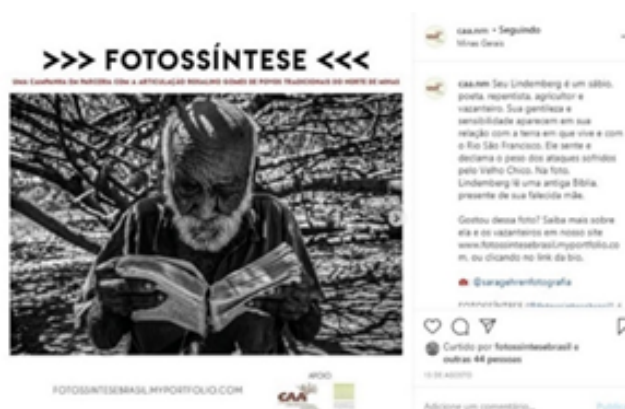 >>> FOTOSSÍNTESE <<<
UMA CAMPANHA EM PARCERIA COM A ARTICULAÇÃO ROSALINO GOMES DE POVOS TRADICIONAIS DO NORTE DE MINAS
APOIO
CAA
FOTOSSINTESEBRASIL.MYPORTFOLIO.COM
caa.nm • Seguindo
Minas Gerais
caa.nm Seu Lindemberg é um sábio,
poeta, repentista, agricultor e
vazanteiro. Sua gentileza e
sensibilidade aparecem em sua
relação com a terra em que vive e com
o Rio São Francisco. Ele sente e
declama o peso dos ataques sofridos
pelo Velho Chico. Na foto,
Lindemberg lê uma antiga Bíblia,
presente de sua falecida mãe.
Gostou dessa foto? Saiba mais sobre
ela e os vazanteiros em nosso site
www.fotossintesebrasil.myportfolio.co
m, ou clicando no link da bio.
@saragehrenfotografia
Curtido por fotossintesebrasil e
outras 44 pessoas
DE AGOSTO
Adicione um comentário...
Publicar